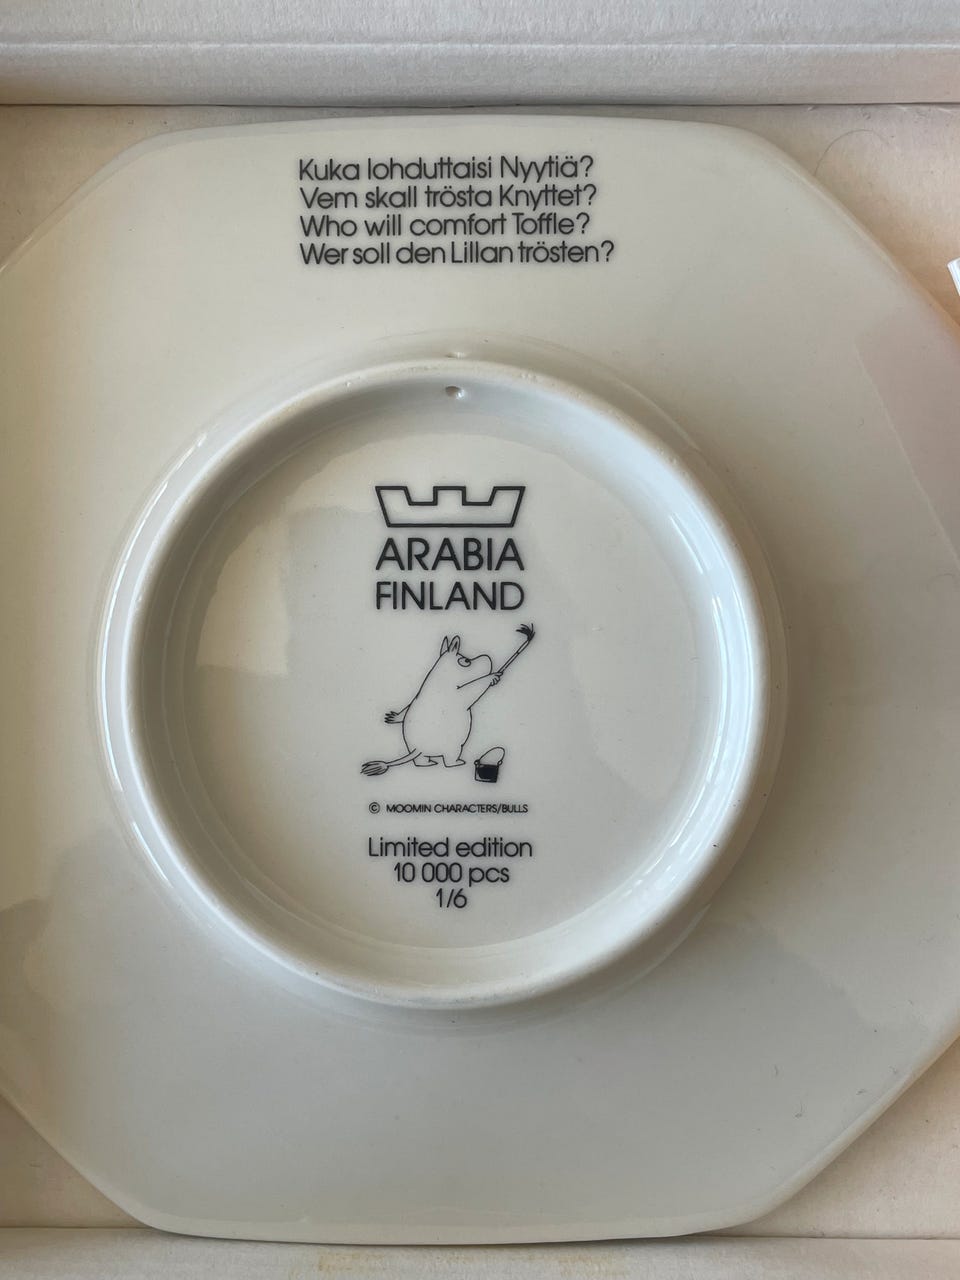 Kuka lohduttaisi Nyytiä?
Vem skall trösta Knyttet?
Who will comfort Toffle?
Wer soll den Lillan trösten?
ARABIA
FINLAND
© MOOMIN CHARACTERS/BULLS
Limited edition
10 000 pcs
1/6